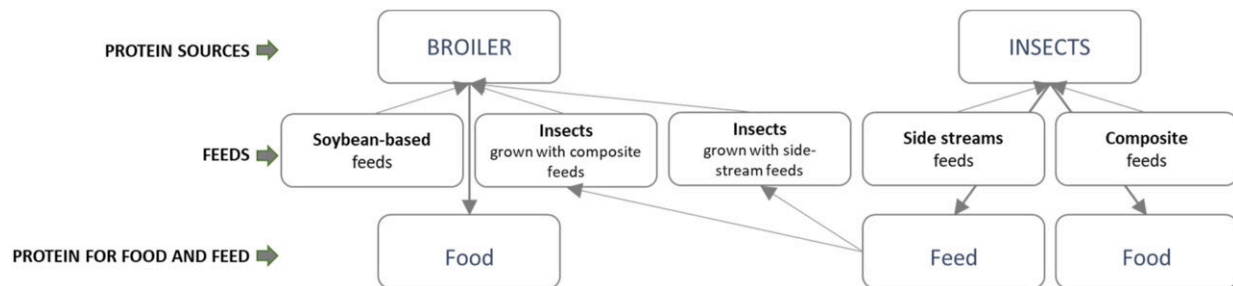 PROTEIN SOURCES
BROILER
INSECTS
FEEDS
Soybean-based
feeds
Insects
grown with composite
feeds
Insects
grown with side-
stream feeds
Side streams
feeds
Composite
feeds
PROTEIN FOR FOOD AND FEED
Food
Feed
Food